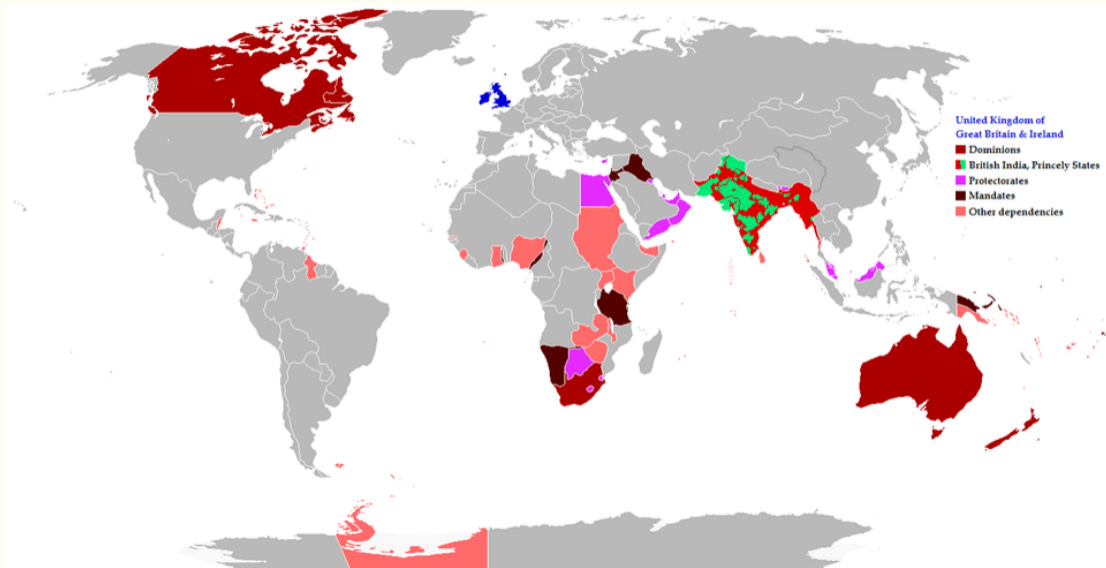 United Kingdom of
Great Britain & Ireland
Dominions
British India, Princely States
Protectorates
Mandates
Other dependencies